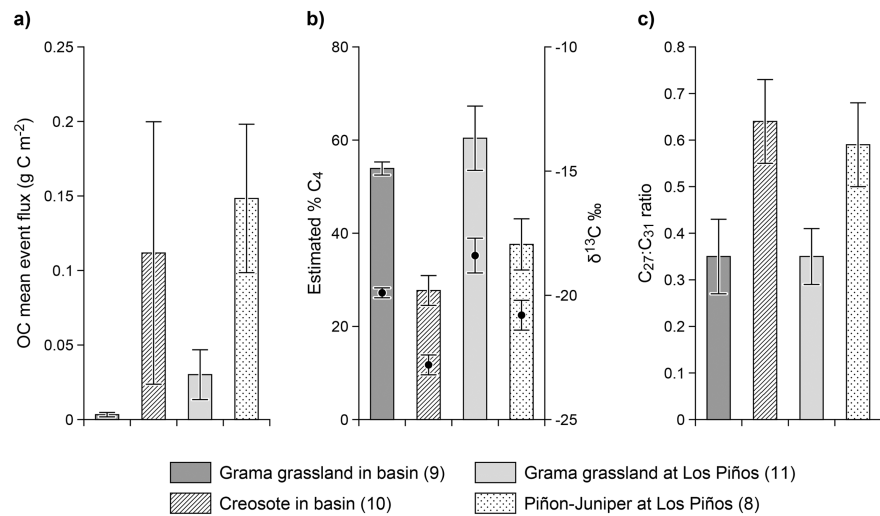 a)
OC mean event flux (g C m-2)
0.25
0.2
0.15
0.1
0.05
0
b)
Estimated % C4
80
60
40
20
0
-10
-15
-20
-25
δ13C ‰
c)
C27:C31 ratio
0.8
0.7
0.6
0.5
0.4
0.3
0.2
0.1
0
Grama grassland in basin (9)
Grama grassland at Los Piños (11)
Creosote in basin (10)
Piñon-Juniper at Los Piños (8)